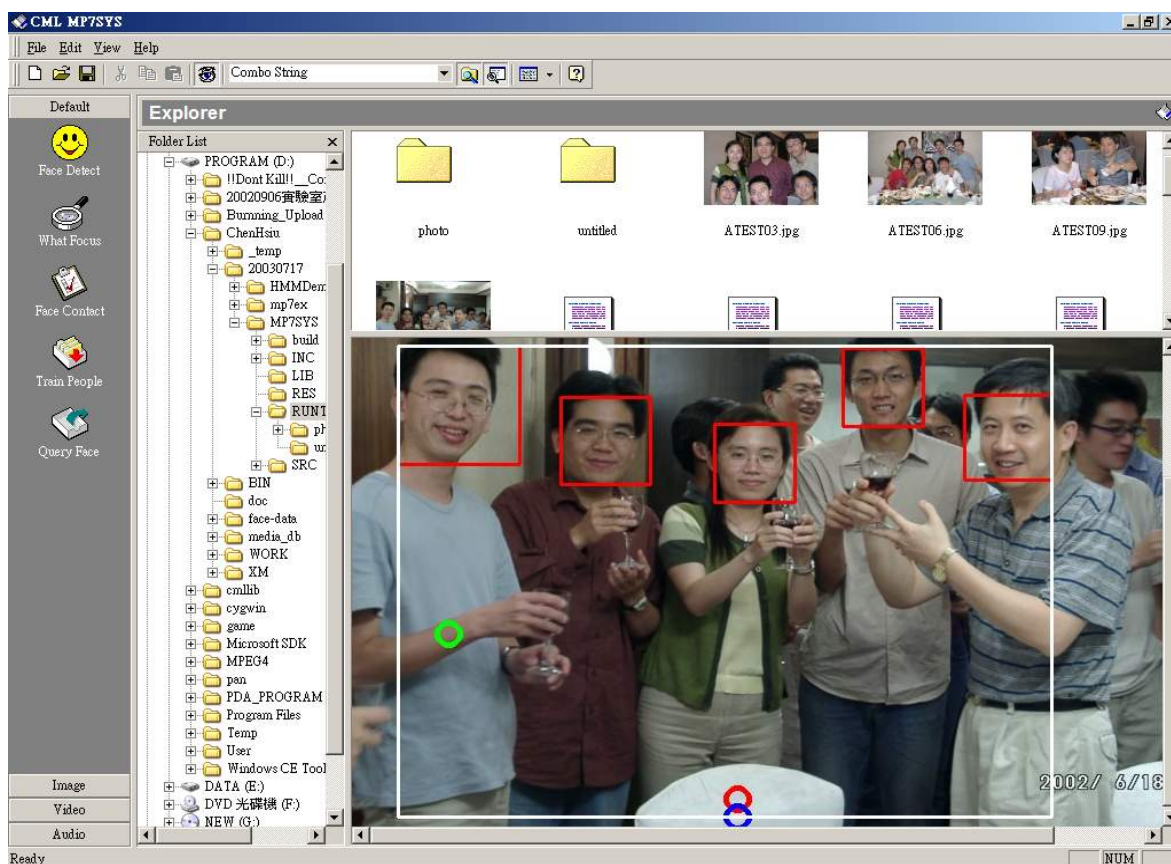 CML MP7SYS
File Edit View Help
Combo String
Default
Face Detect
What Focus
Face Contact
Train People
Query Face
Image
Video
Audio
Explorer
Folder List
PROGRAM (D:)
!!Dont Kill!!__Co
20020906實驗室
Burnning_Upload
ChenHsiu
_temp
20030717
HMMDem
mp7ex
MP7SYS
build
INC
LIB
RES
RUNT
ph
un
SRC
BIN
doc
face-data
media_db
WORK
XM
cmllib
cygwin
game
Microsoft SDK
MPEG4
pan
PDA_PROGRAM
Program Files
Temp
User
Windows CE Tool
DATA (E:)
DVD 光碟機 (F:)
NEW (G:)
photo
untitled
ATEST03.jpg
ATEST06.jpg
ATEST09.jpg
2002/ 6/18
Ready
NUM